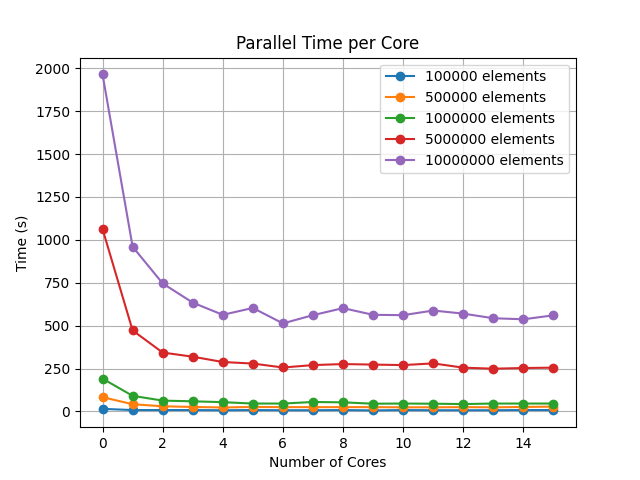 Parallel Time per Core
Time (s)
2000
1750
1500
1250
1000
750
500
250
0
100000 elements
500000 elements
1000000 elements
5000000 elements
10000000 elements
0 2 4 6 8 10 12 14
Number of Cores